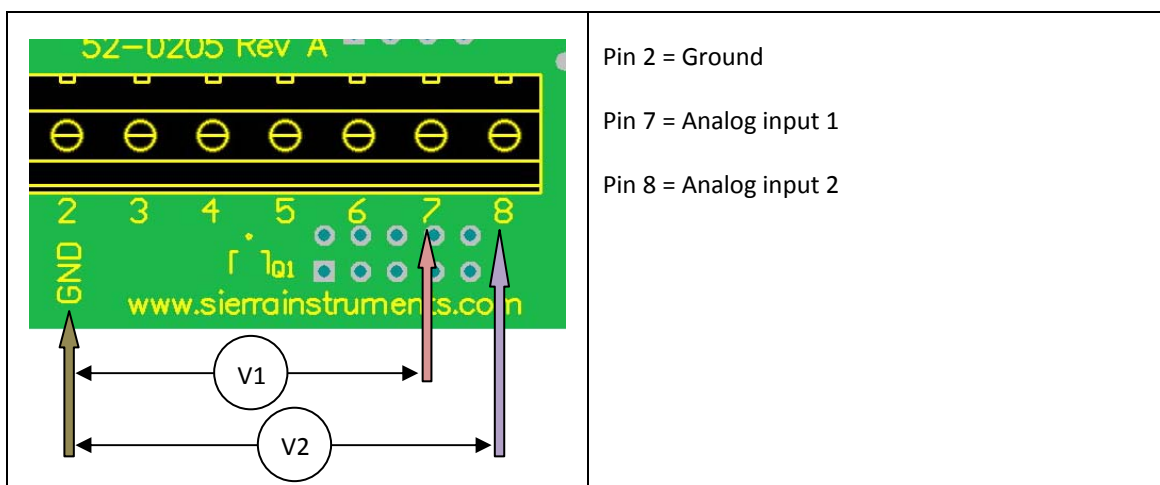 52-0205 Rev A
2 3 4 5 6 7 8
GND
Q1
www.sierrainstruments.com
V1
V2
Pin 2 = Ground
Pin 7 = Analog input 1
Pin 8 = Analog input 2